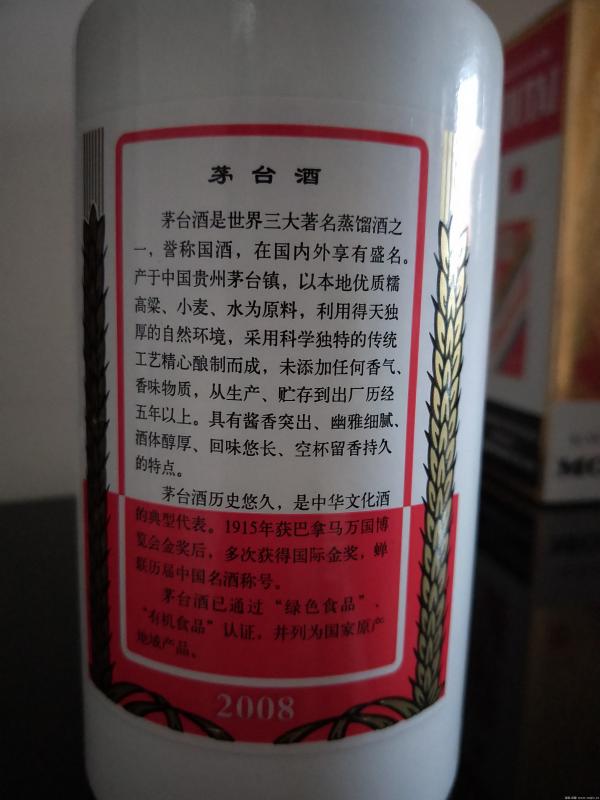 茅台酒
茅台酒是世界三大著名蒸馏酒之
一，誉称国酒，在国内外享有盛名。
产于中国贵州茅台镇，以本地优质糯
高粱、小麦、水为原料，利用得天独
厚的自然环境，采用科学独特的传统
工艺精心酿制而成，未添加任何香气、
香味物质，从生产、贮存到出厂历经
五年以上。具有酱香突出、幽雅细腻、
酒体醇厚、回味悠长、空杯留香持久
的特点。
茅台酒历史悠久，是中华文化酒
的典型代表。1915年获巴拿马万国博
览会金奖后，多次获得国际金奖，蝉
联历届中国名酒称号。
茅台酒已通过“绿色食品”、
“有机食品”认证，并列为国家原产
地域产品。
2008